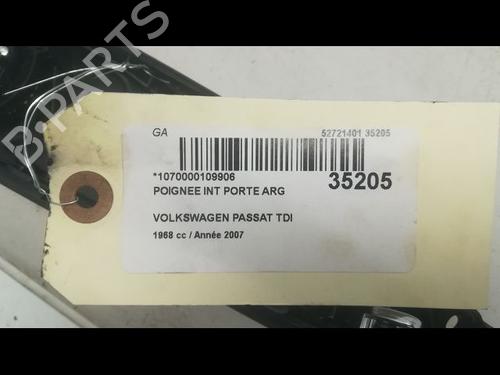 B-PARTS
GA
52721401 35205
*1070000109906
35205
POIGNEE INT PORTE ARG
VOLKSWAGEN PASSAT TDI
1968 cc / Année 2007